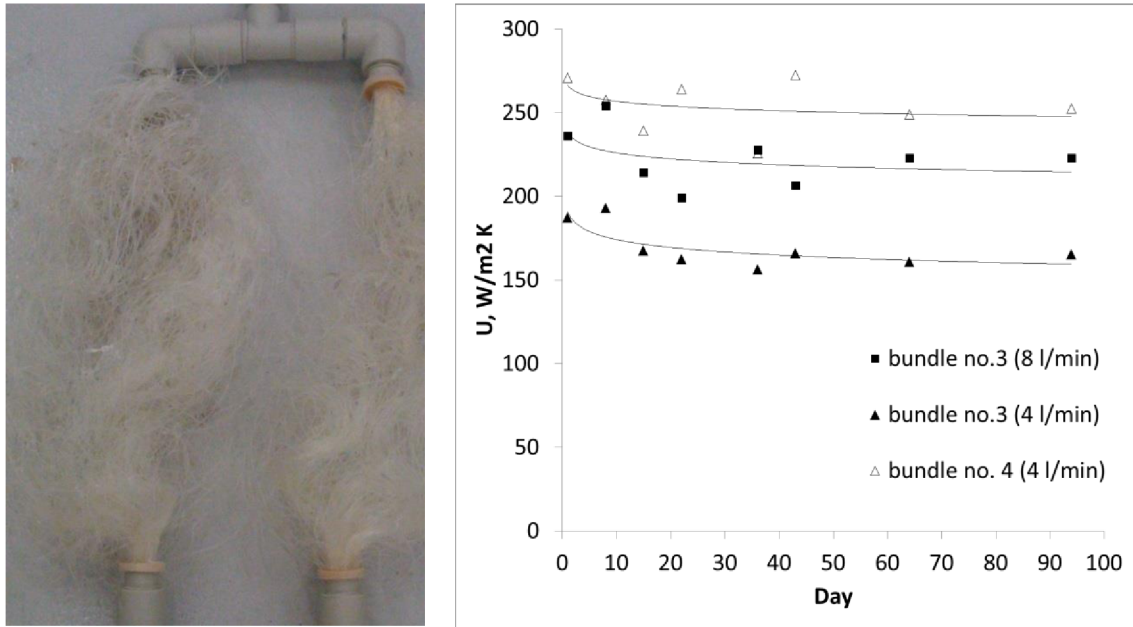 300
250
200
150
100
50
0
U, W/m2 K
bundle no.3 (8 l/min)
bundle no.3 (4 l/min)
bundle no. 4 (4 l/min)
0 10 20 30 40 50 60 70 80 90 100
Day